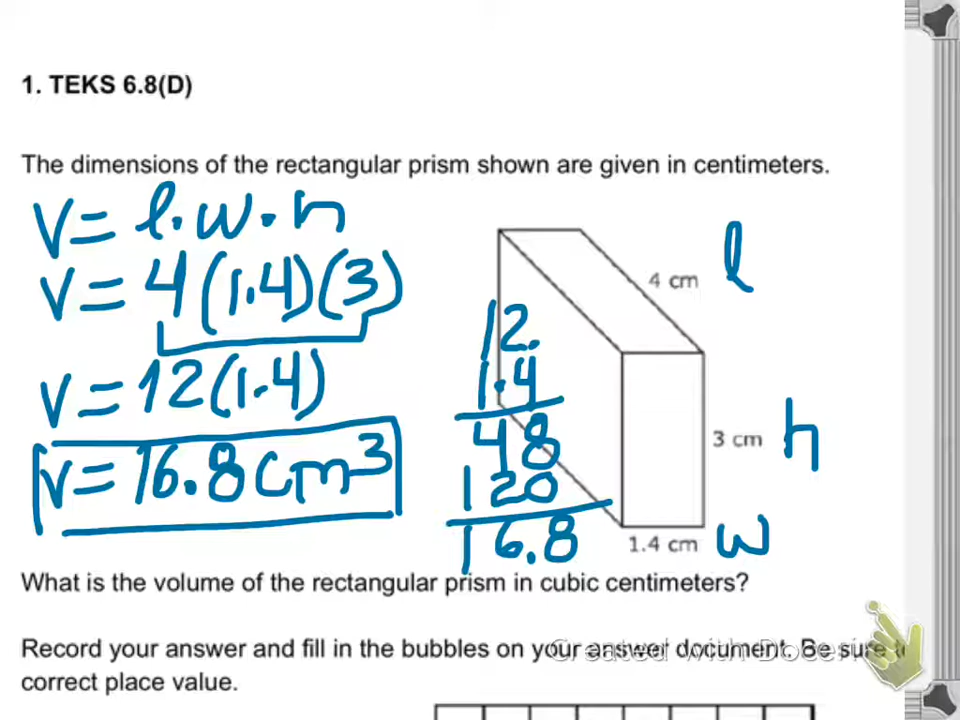 1. TEKS 6.8(D)
The dimensions of the rectangular prism shown are given in centimeters.
V = l · w · h
V = 4(1.4)(3)
V = 12(1.4)
V = 16.8 cm³
4 cm l
3 cm h
1.4 cm w
12.
1.4
48
120
16.8
What is the volume of the rectangular prism in cubic centimeters?
Record your answer and fill in the bubbles on your answer document. Be sure
correct place value.
Created with